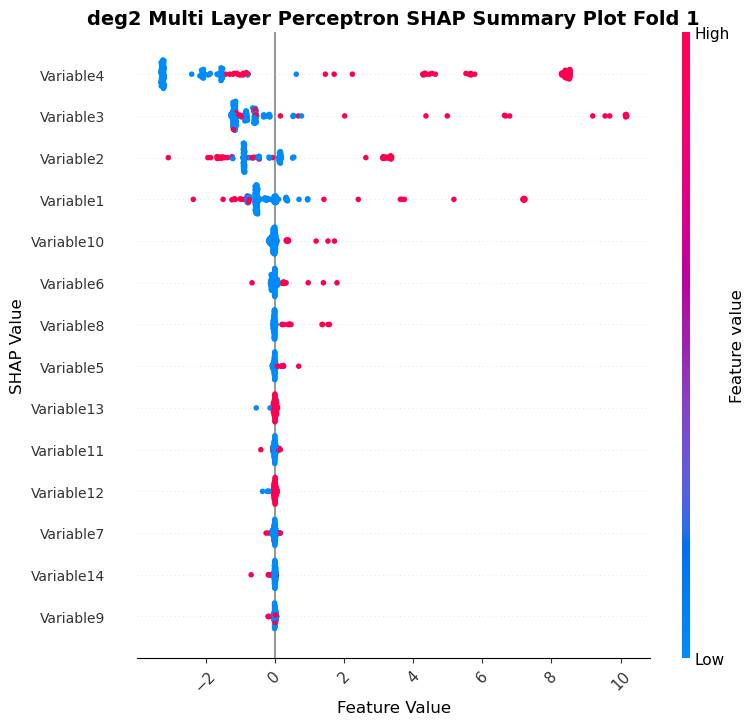 deg2 Multi Layer Perceptron SHAP Summary Plot Fold 1
High
Variable4
Variable3
Variable2
Variable1
Variable10
Variable6
Variable8
Variable5
Variable13
Variable11
Variable12
Variable7
Variable14
Variable9
SHAP Value
Feature value
Low
−2 0 2 4 6 8 10
Feature Value